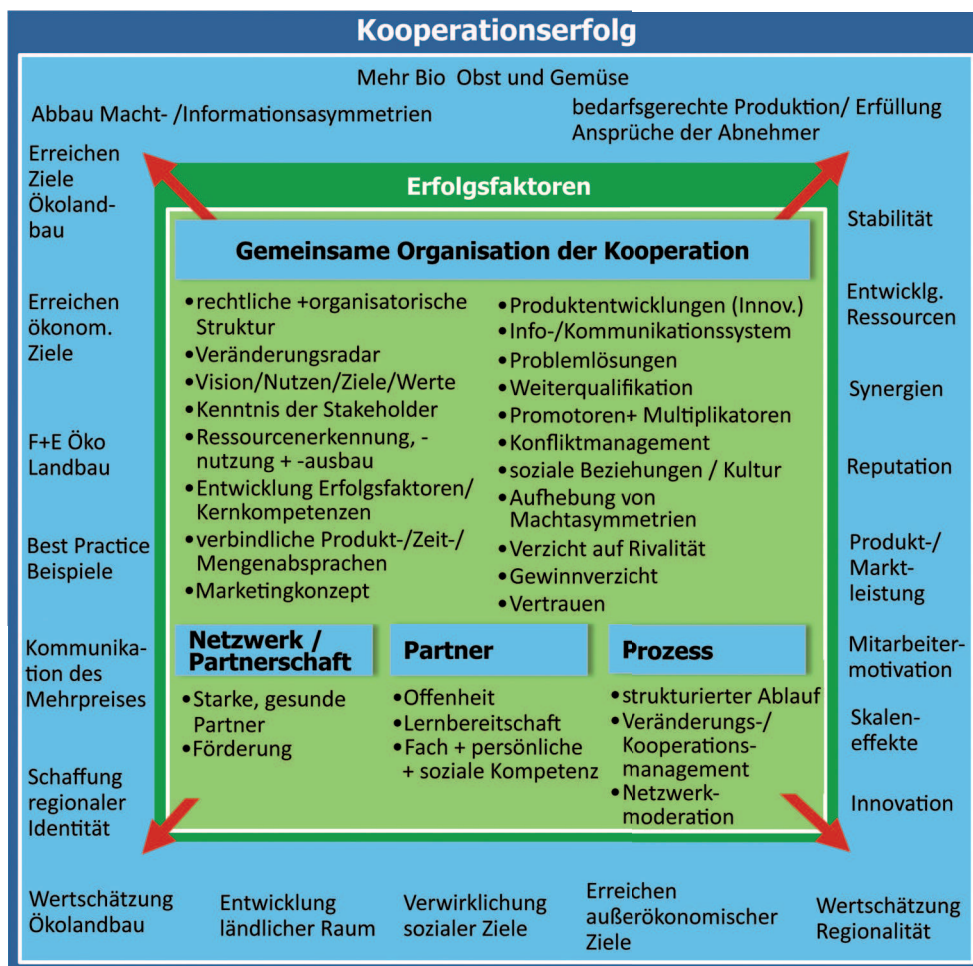 Kooperationserfolg
Mehr Bio Obst und Gemüse
Abbau Macht- /Informationsasymmetrien
bedarfsgerechte Produktion/ Erfüllung
Ansprüche der Abnehmer
Erreichen
Ziele
Ökoland-
bau
Erreichen
ökonom.
Ziele
F+E Öko
Landbau
Best Practice
Beispiele
Kommunika-
tion des
Mehrpreises
Schaffung
regionaler
Identität
Erfolgsfaktoren
Gemeinsame Organisation der Kooperation
•rechtliche +organisatorische
Struktur
•Veränderungsradar
•Vision/Nutzen/Ziele/Werte
•Kenntnis der Stakeholder
•Ressourcenerkennung, -
nutzung + -ausbau
•Entwicklung Erfolgsfaktoren/
Kernkompetenzen
•verbindliche Produkt-/Zeit-/
Mengenabsprachen
•Marketingkonzept
•Produktentwicklungen (Innov.)
•Info-/Kommunikationssystem
•Problemlösungen
•Weiterqualifikation
•Promotoren+ Multiplikatoren
•Konfliktmanagement
•soziale Beziehungen / Kultur
•Aufhebung von
Machtasymmetrien
•Verzicht auf Rivalität
•Gewinnverzicht
•Vertrauen
Netzwerk /
Partnerschaft
•Starke, gesunde
Partner
•Förderung
Partner
•Offenheit
•Lernbereitschaft
•Fach + persönliche
+ soziale Kompetenz
Prozess
•strukturierter Ablauf
•Veränderungs-/
Kooperations-
management
•Netzwerk-
moderation
Stabilität
Entwicklg.
Ressourcen
Synergien
Reputation
Produkt-/
Markt-
leistung
Mitarbeiter-
motivation
Skalen-
effekte
Innovation
Wertschätzung
Ökolandbau
Entwicklung
ländlicher Raum
Verwirklichung
sozialer Ziele
Erreichen
außerökonomischer
Ziele
Wertschätzung
Regionalität